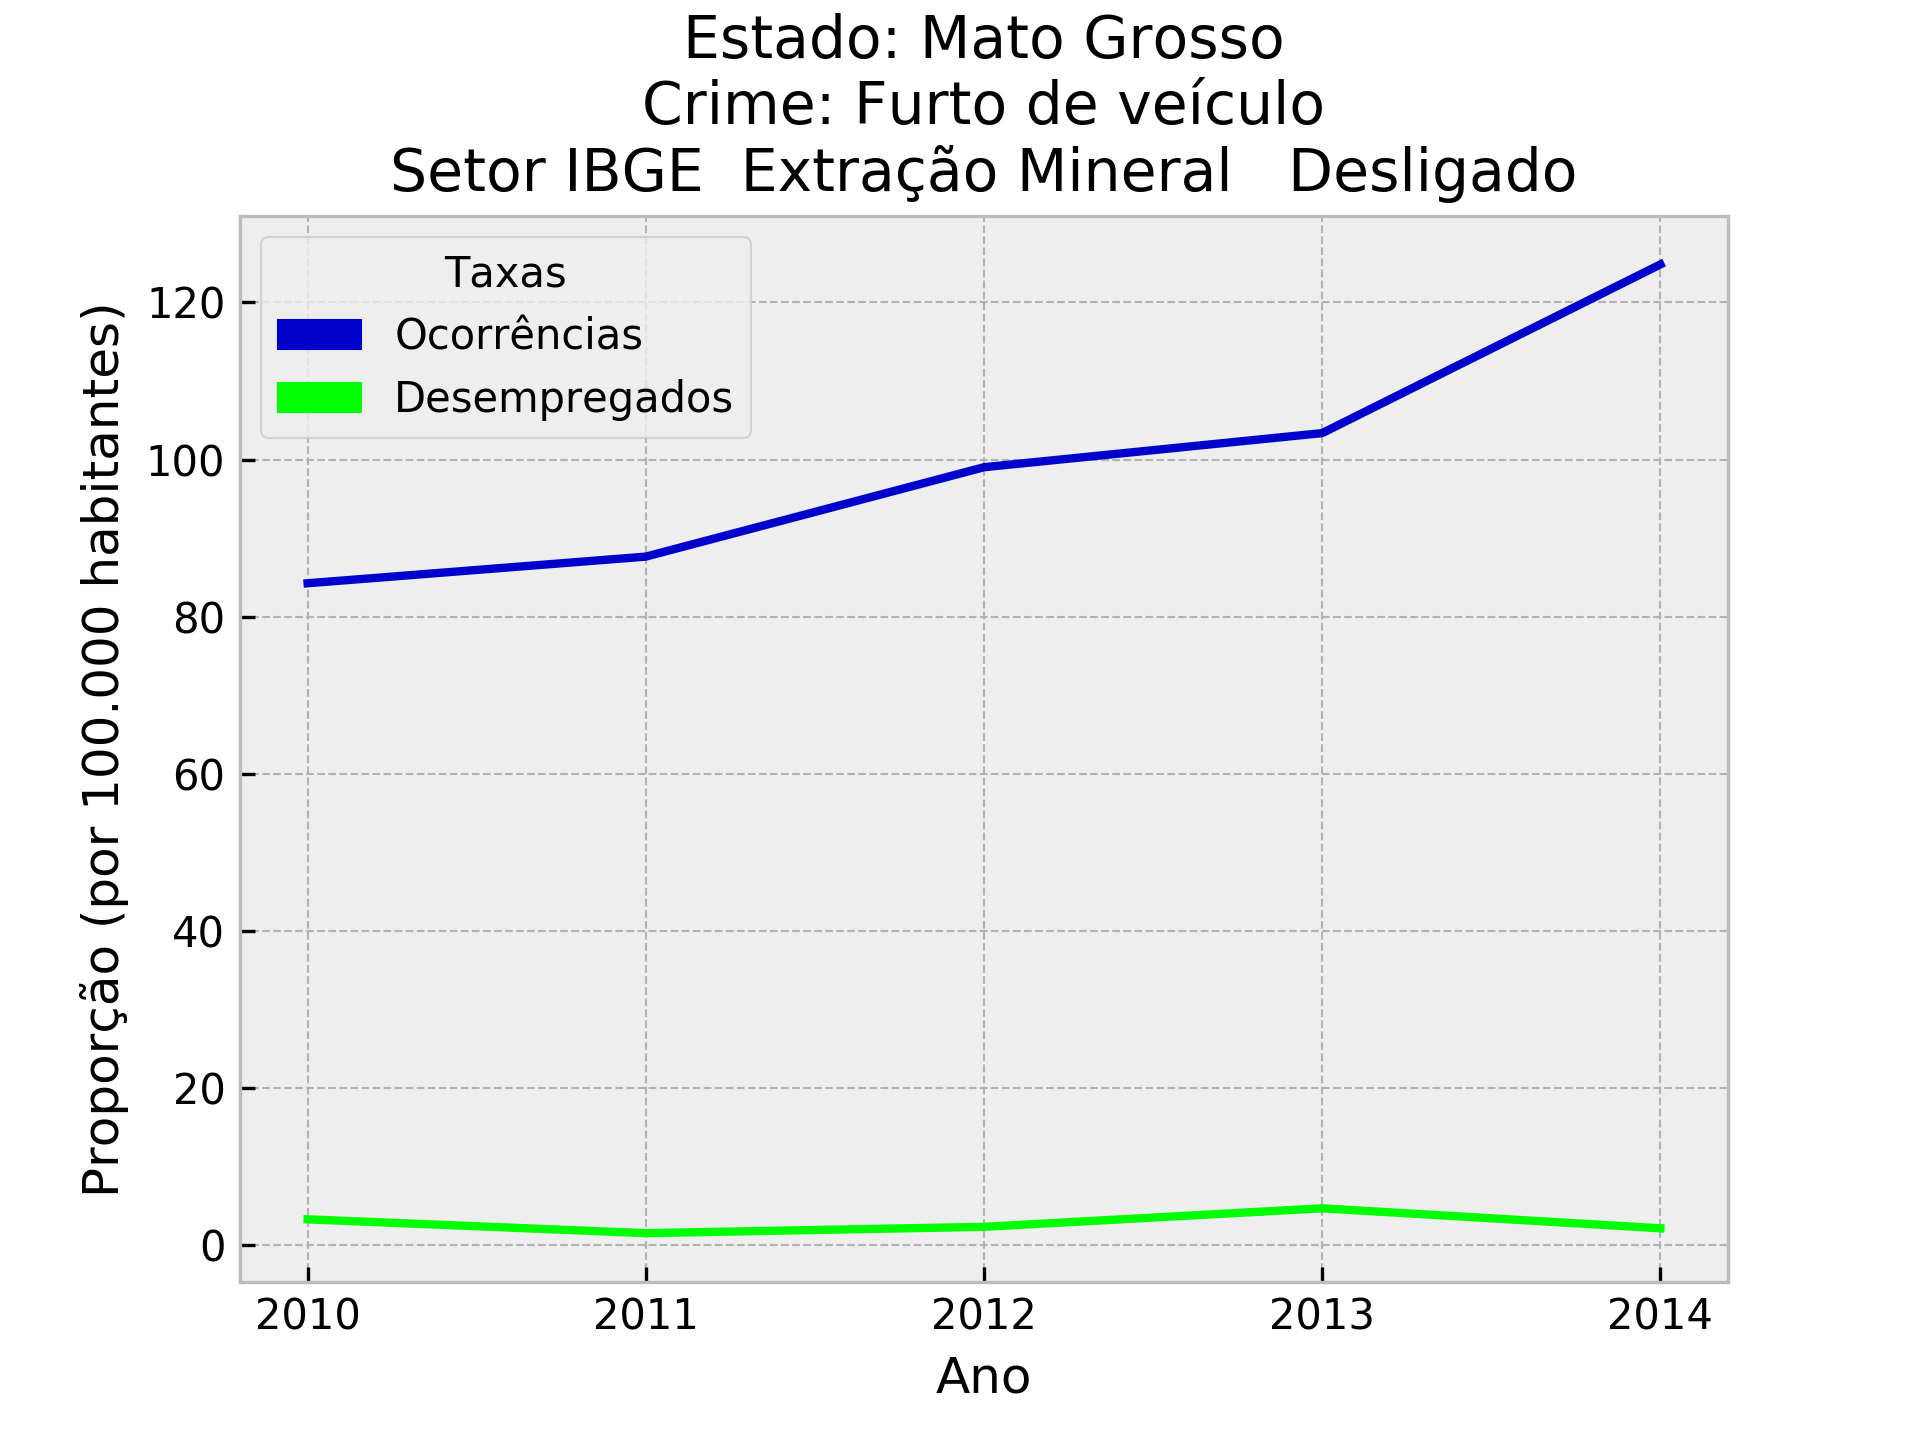 Estado: Mato Grosso
Crime: Furto de veículo
Setor IBGE  Extração Mineral   Desligado
Taxas
Ocorrências
Desempregados
Proporção (por 100.000 habitantes)
120
100
80
60
40
20
0
2010 2011 2012 2013 2014
Ano